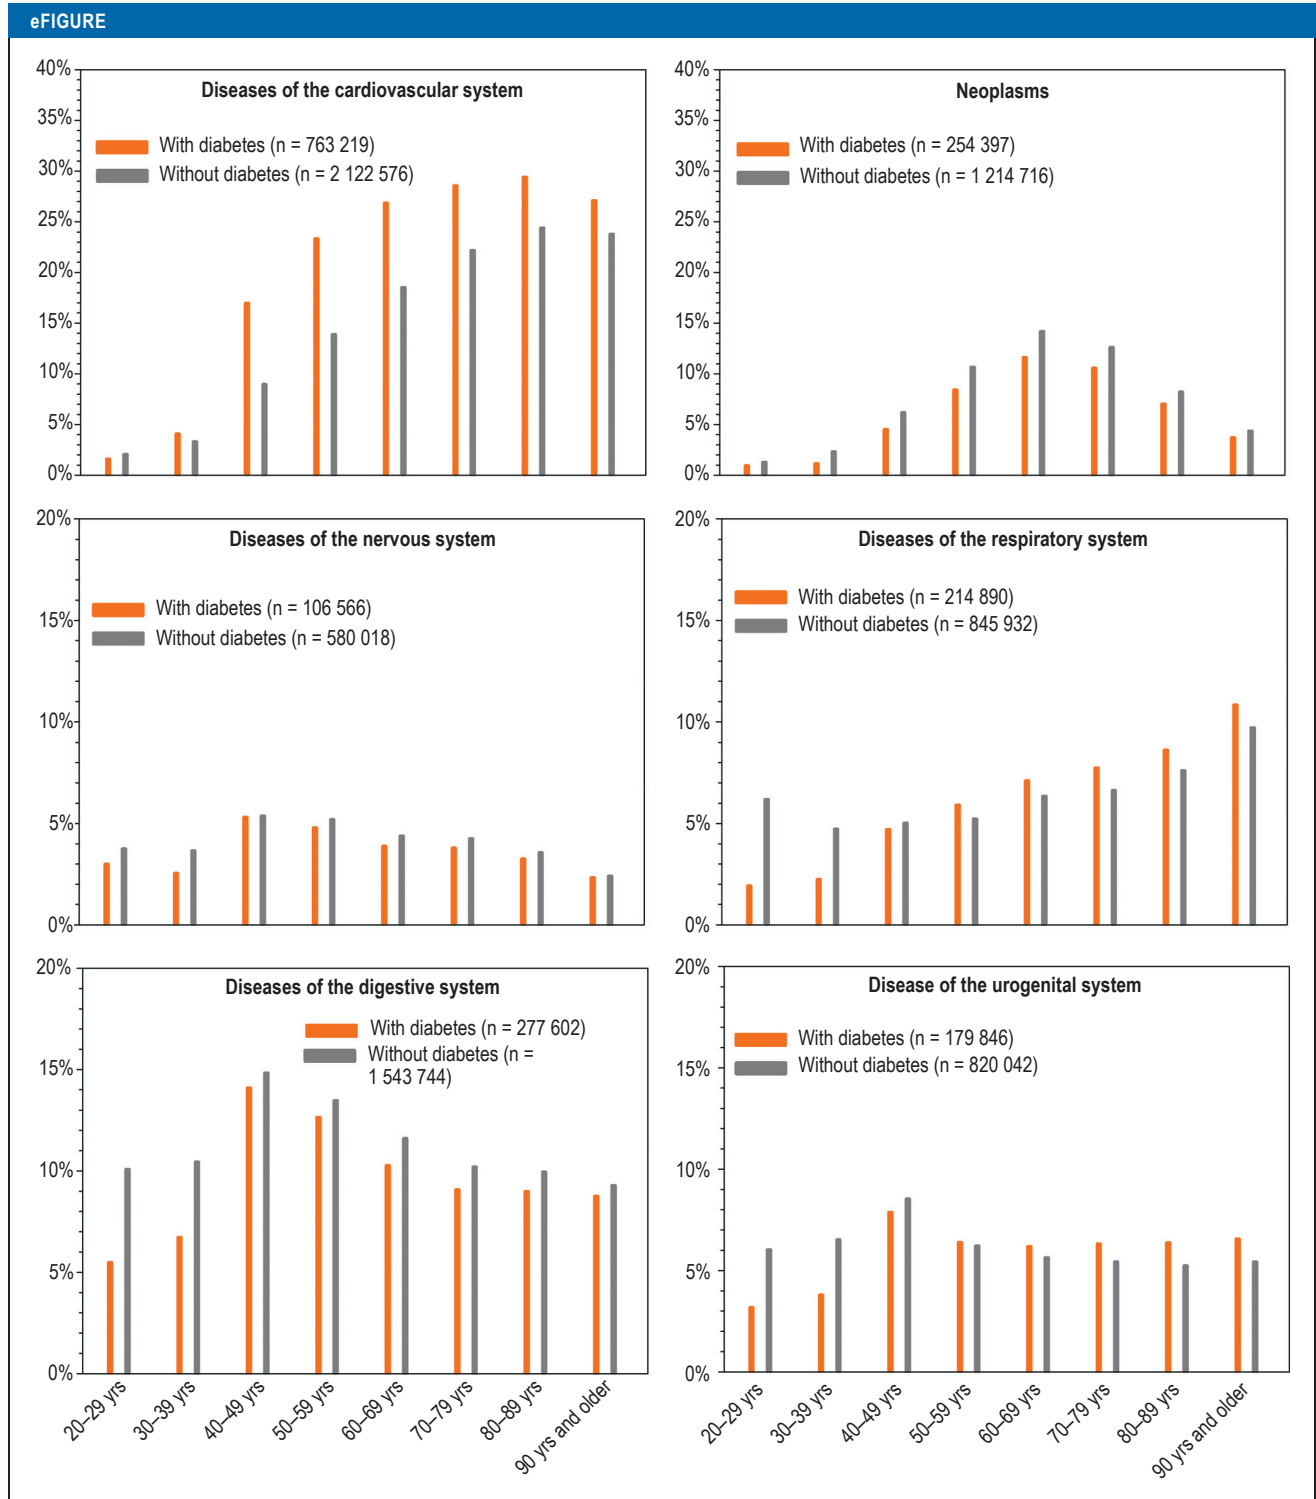 eFIGURE
Diseases of the cardiovascular system
With diabetes (n = 763 219)
Without diabetes (n = 2 122 576)
40%
35%
30%
25%
20%
15%
10%
5%
0%
Neoplasms
With diabetes (n = 254 397)
Without diabetes (n = 1 214 716)
40%
35%
30%
25%
20%
15%
10%
5%
0%
Diseases of the nervous system
With diabetes (n = 106 566)
Without diabetes (n = 580 018)
20%
15%
10%
5%
0%
Diseases of the respiratory system
With diabetes (n = 214 890)
Without diabetes (n = 845 932)
20%
15%
10%
5%
0%
Diseases of the digestive system
With diabetes (n = 277 602)
Without diabetes (n =
1 543 744)
20%
15%
10%
5%
0%
20–29 yrs
30–39 yrs
40–49 yrs
50–59 yrs
60–69 yrs
70–79 yrs
80–89 yrs
90 yrs and older
Disease of the urogenital system
With diabetes (n = 179 846)
Without diabetes (n = 820 042)
20%
15%
10%
5%
0%
20–29 yrs
30–39 yrs
40–49 yrs
50–59 yrs
60–69 yrs
70–79 yrs
80–89 yrs
90 yrs and older